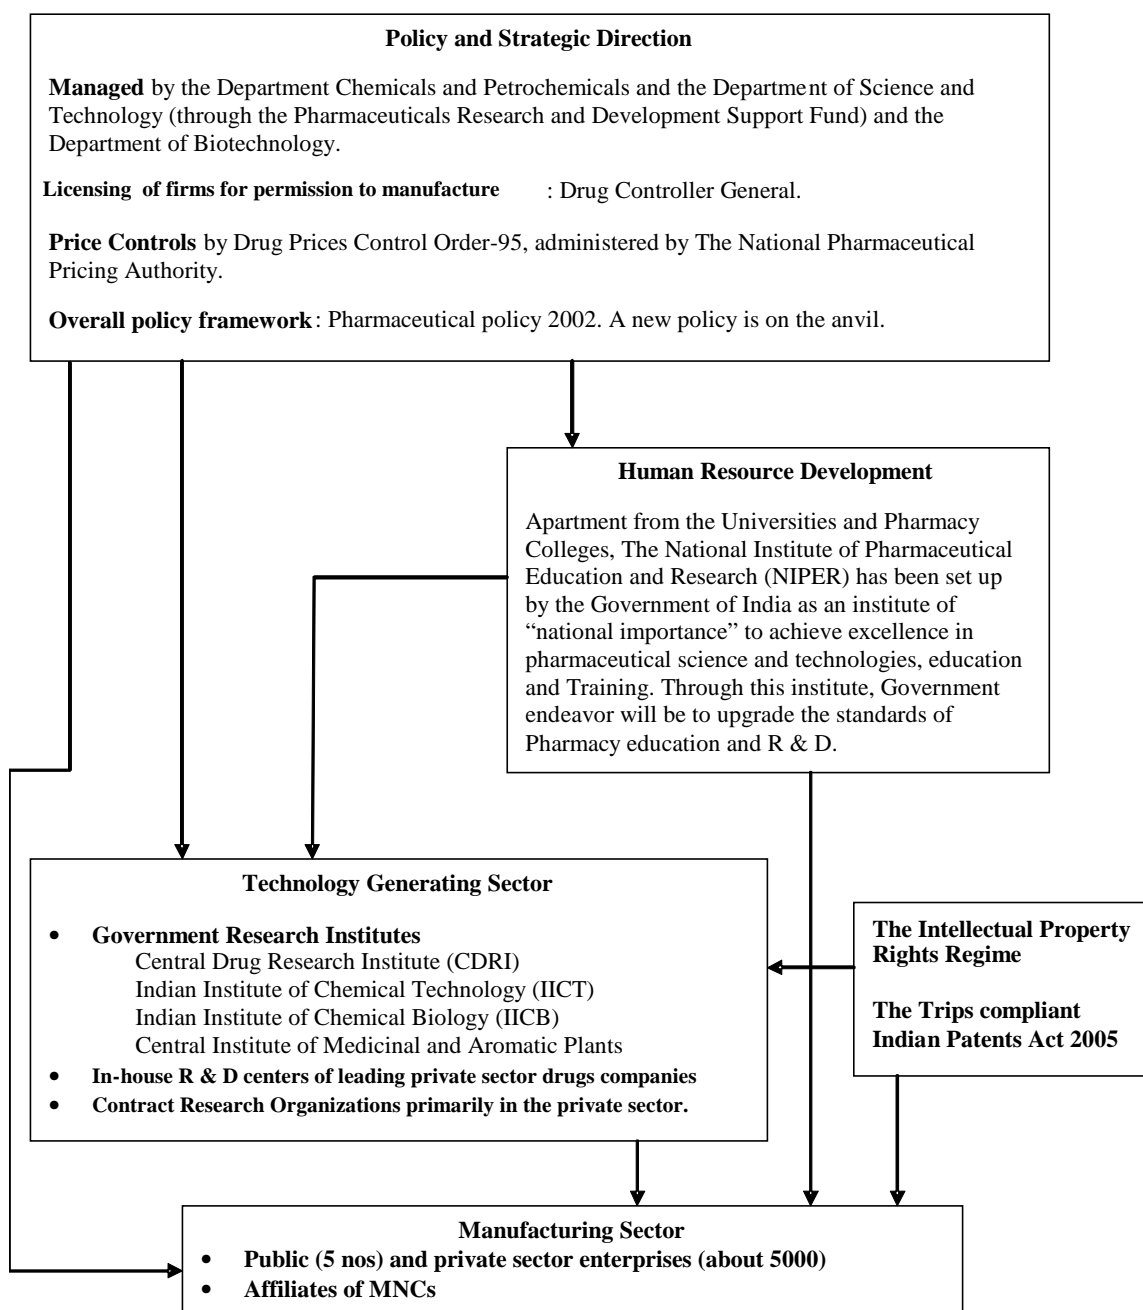 Policy and Strategic Direction
Managed by the Department Chemicals and Petrochemicals and the Department of Science and
Technology (through the Pharmaceuticals Research and Development Support Fund) and the
Department of Biotechnology.
Licensing of firms for permission to manufacture : Drug Controller General.
Price Controls by Drug Prices Control Order-95, administered by The National Pharmaceutical
Pricing Authority.
Overall policy framework: Pharmaceutical policy 2002. A new policy is on the anvil.
Human Resource Development
Apartment from the Universities and Pharmacy
Colleges, The National Institute of Pharmaceutical
Education and Research (NIPER) has been set up
by the Government of India as an institute of
“national importance” to achieve excellence in
pharmaceutical science and technologies, education
and Training. Through this institute, Government
endeavor will be to upgrade the standards of
Pharmacy education and R & D.
Technology Generating Sector
• Government Research Institutes
Central Drug Research Institute (CDRI)
Indian Institute of Chemical Technology (IICT)
Indian Institute of Chemical Biology (IICB)
Central Institute of Medicinal and Aromatic Plants
• In-house R & D centers of leading private sector drugs companies
• Contract Research Organizations primarily in the private sector.
The Intellectual Property
Rights Regime
The Trips compliant
Indian Patents Act 2005
Manufacturing Sector
• Public (5 nos) and private sector enterprises (about 5000)
• Affiliates of MNCs